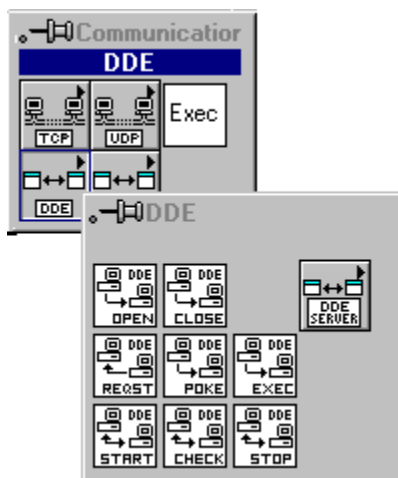 Communicatior
DDE
TCP UDP Exec
DDE
DDE
DDE OPEN DDE CLOSE DDE SERVER
DDE REQST DDE POKE DDE EXEC
DDE START DDE CHECK DDE STOP